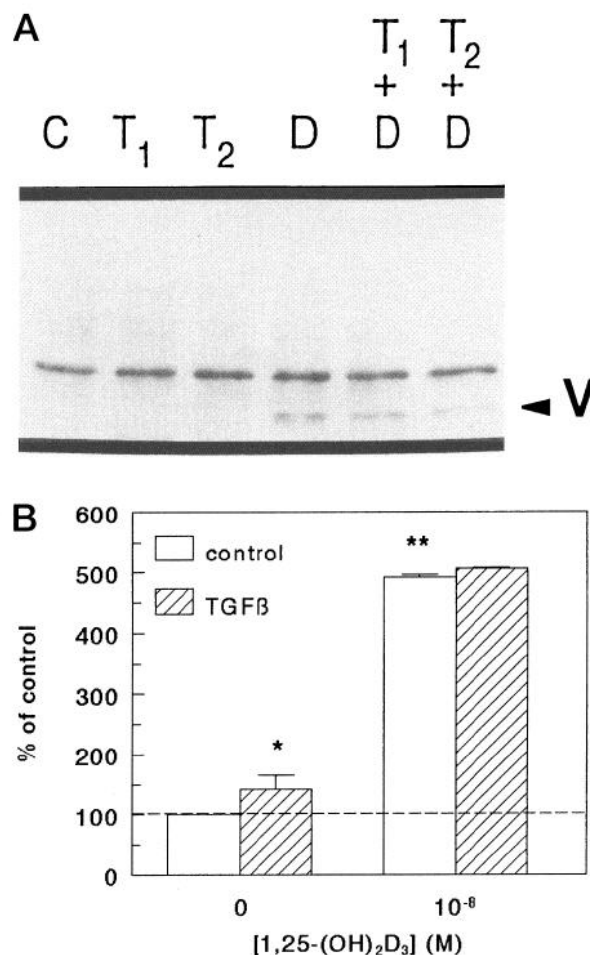 A
T₁ T₂
+ +
C T₁ T₂ D D D
V
B
600
500
400
300
200
100
0
% of control
control
TGFß
*
**
0 10⁻⁸
[1,25-(OH)₂D₃] (M)